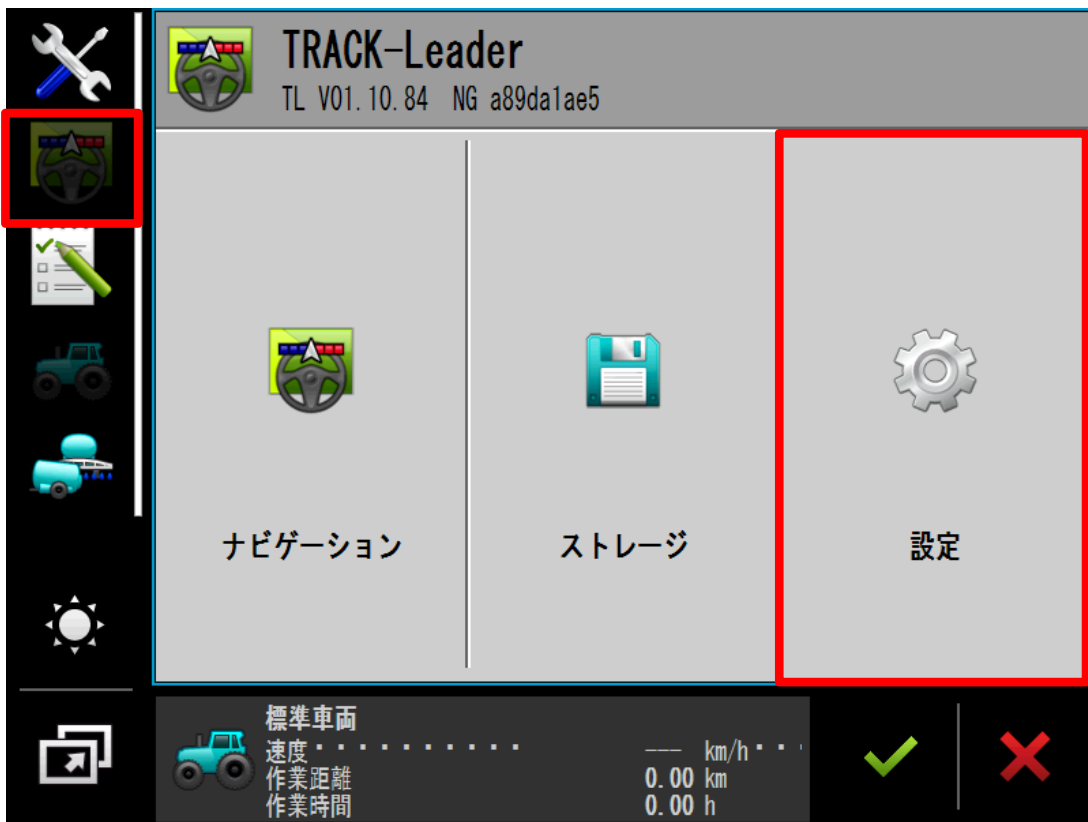 TRACK-Leader
TL V01.10.84 NG a89da1ae5
ナビゲーション
ストレージ
設定
標準車両
速度・・・・・・・・・・ --- km/h・・・
作業距離 0.00 km
作業時間 0.00 h